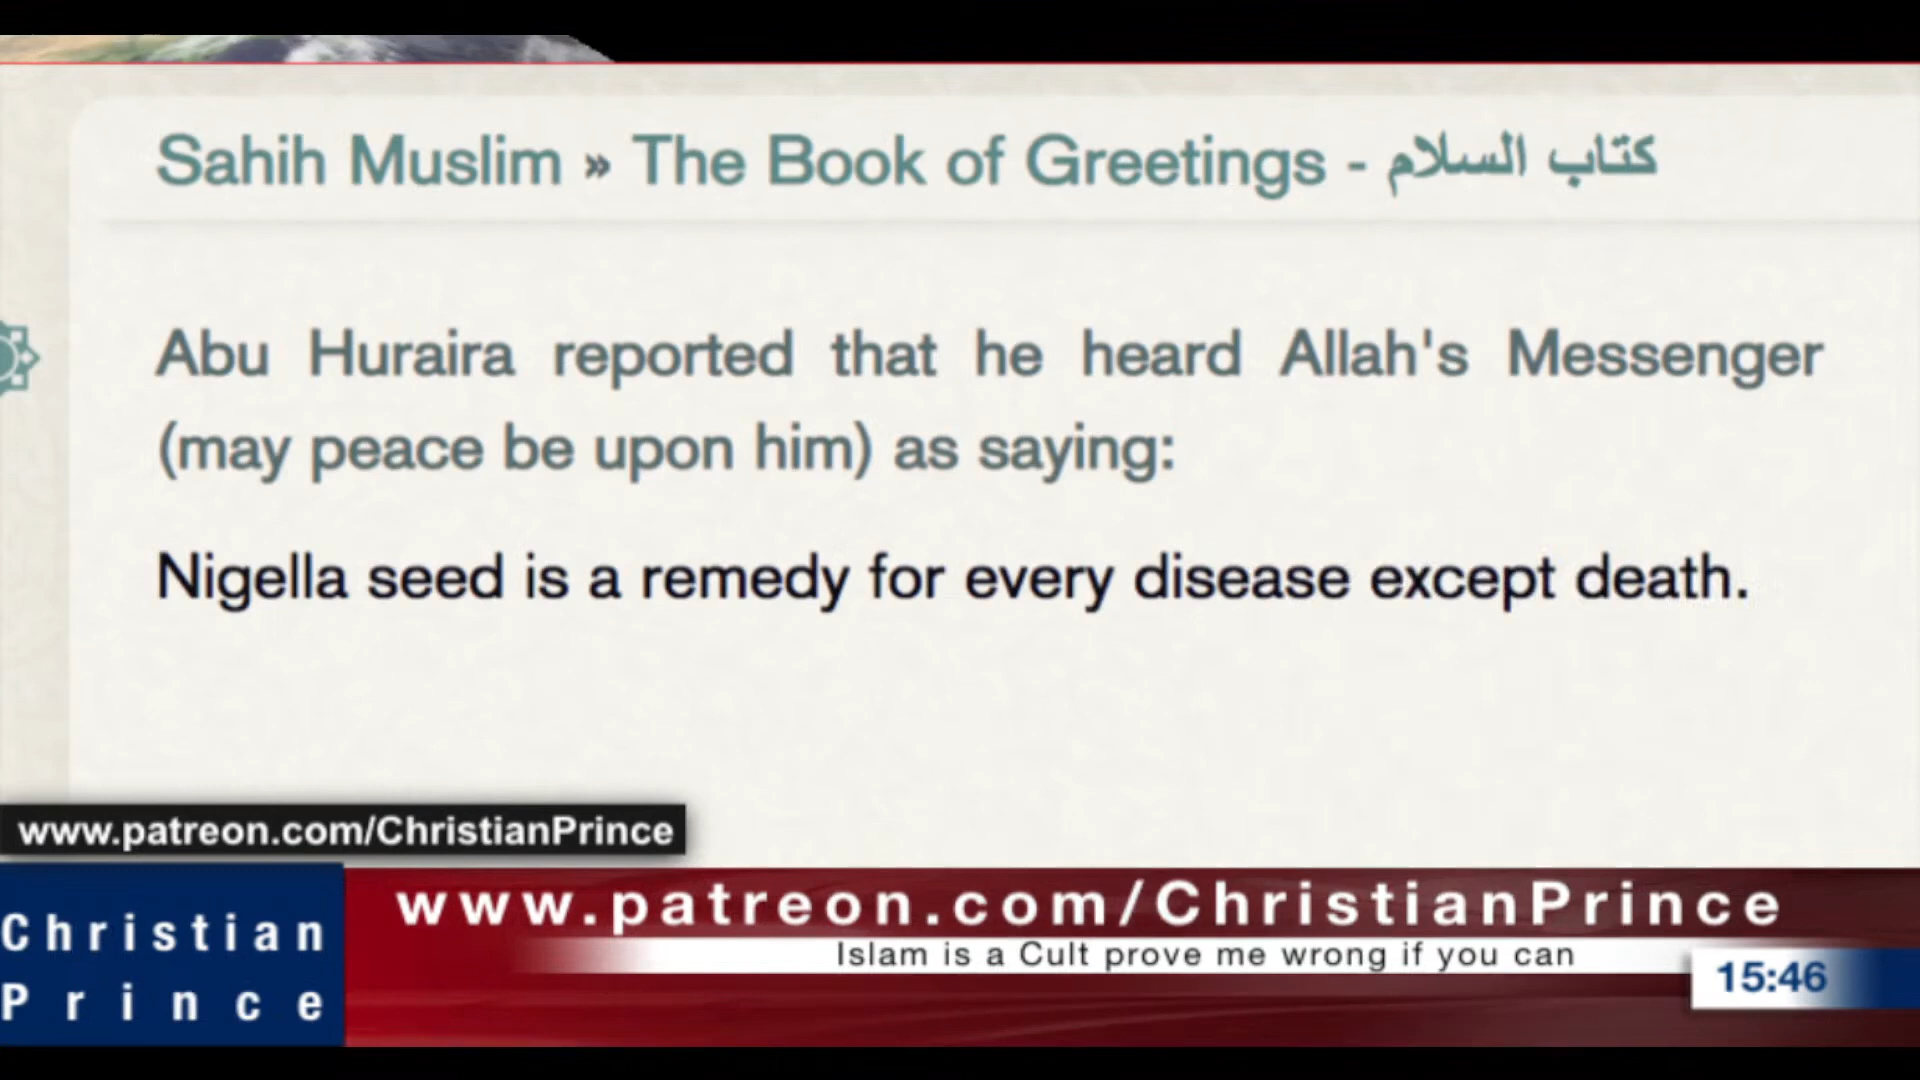 Sahih Muslim » The Book of Greetings - كتاب السلام
Abu Huraira reported that he heard Allah's Messenger
(may peace be upon him) as saying:
Nigella seed is a remedy for every disease except death.
www.patreon.com/ChristianPrince
Christian
Prince
www.patreon.com/ChristianPrince
Islam is a Cult prove me wrong if you can
15:46